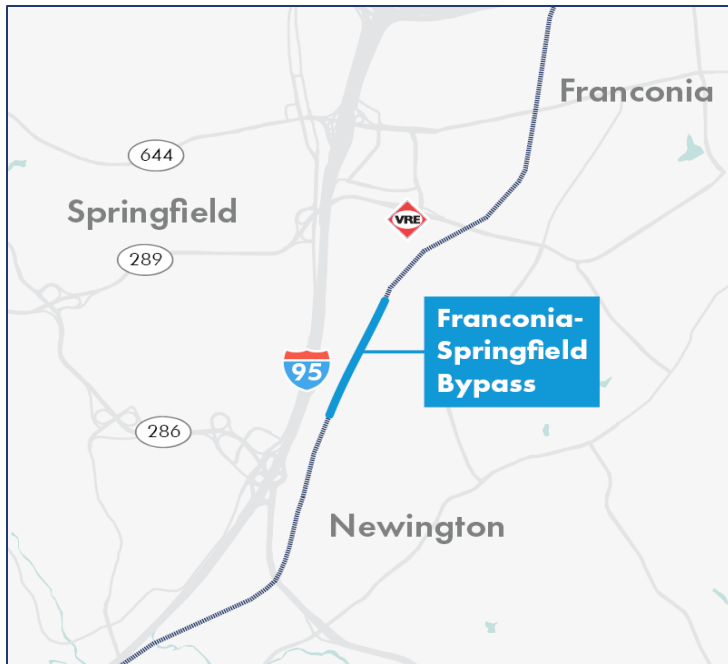 Franconia
644
VRE
Springfield
289
Franconia-
Springfield
Bypass
95
286
Newington